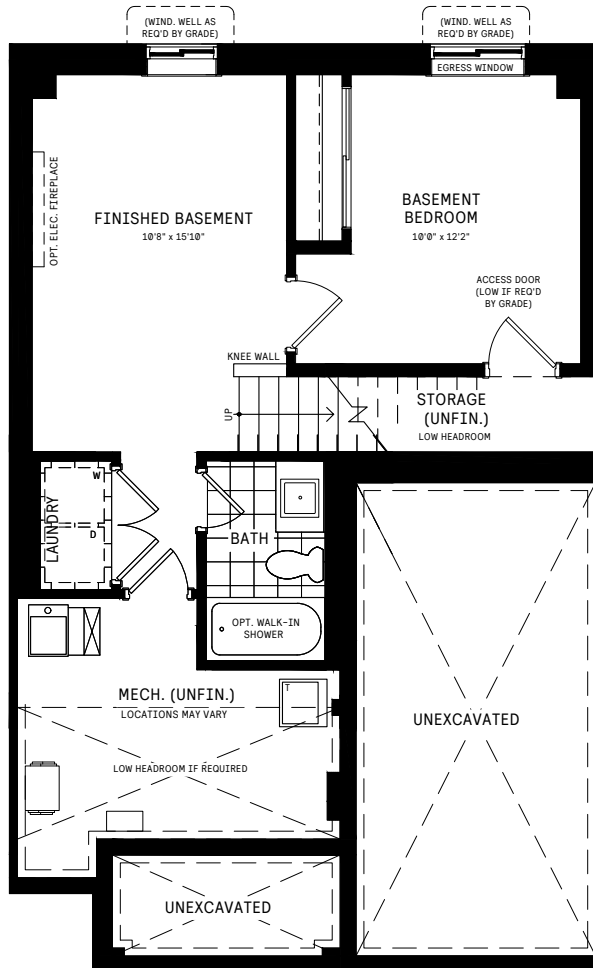 (WIND. WELL AS
REQ'D BY GRADE)
(WIND. WELL AS
REQ'D BY GRADE)
EGRESS WINDOW
OPT. ELEC. FIREPLACE
FINISHED BASEMENT
10'8" x 15'10"
BASEMENT
BEDROOM
10'0" x 12'2"
ACCESS DOOR
(LOW IF REQ'D
BY GRADE)
KNEE WALL
UP
STORAGE
(UNFIN.)
LOW HEADROOM
W
LAUNDRY
D
BATH
OPT. WALK-IN
SHOWER
MECH. (UNFIN.)
LOCATIONS MAY VARY
T
LOW HEADROOM IF REQUIRED
UNEXCAVATED
UNEXCAVATED